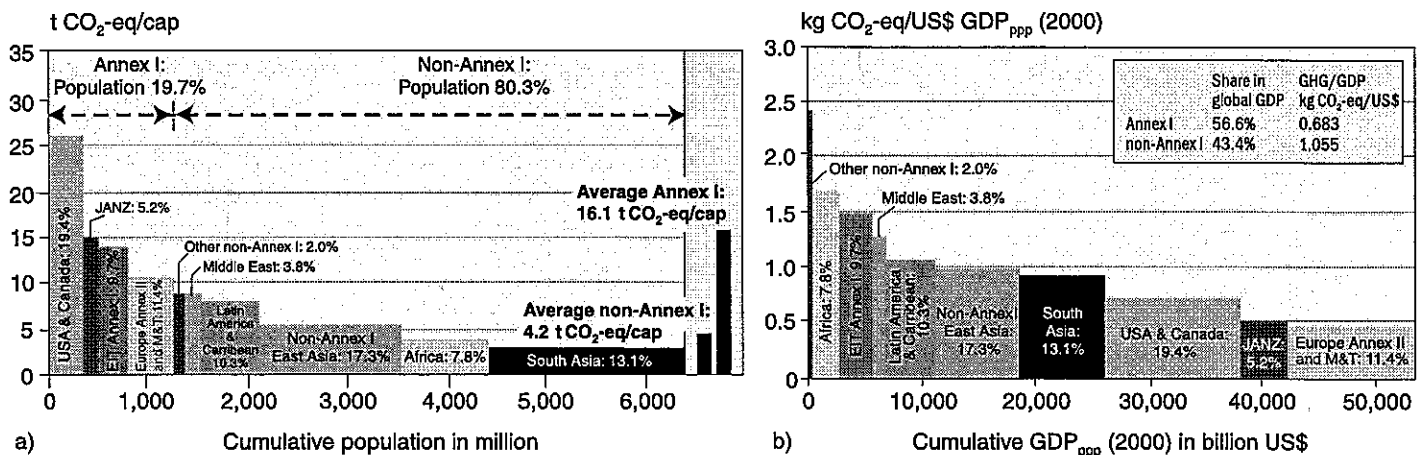 t CO₂-eq/cap
35
30
25
20
15
10
5
0
Annex I:
Population 19.7%
Non-Annex I:
Population 80.3%
USA & Canada: 19.4%
JANZ: 5.2%
EIT Annex I: 9.7%
Europe Annex II
and M&T: 11.4%
Other non-Annex I: 2.0%
Middle East: 3.8%
Latin
America
&
Carribean
10.3%
Non-Annex I
East Asia: 17.3%
Africa: 7.8%
South Asia: 13.1%
Average Annex I:
16.1 t CO₂-eq/cap
Average non-Annex I:
4.2 t CO₂-eq/cap
0 1,000 2,000 3,000 4,000 5,000 6,000
a) Cumulative population in million
kg CO₂-eq/US$ GDPppp (2000)
3.0
2.5
2.0
1.5
1.0
0.5
0
Share in GHG/GDP
global GDP kg CO₂-eq/US$
Annex I 56.6% 0.683
non-Annex I 43.4% 1.055
Other non-Annex I: 2.0%
Middle East: 3.8%
Africa: 7.8%
EIT Annex I: 9.7%
Latin America
& Carribean
10.3%
Non-Annex I
East Asia:
17.3%
South
Asia:
13.1%
USA & Canada:
19.4%
JANZ:
5.2%
Europe Annex II
and M&T: 11.4%
0 10,000 20,000 30,000 40,000 50,000
b) Cumulative GDPppp (2000) in billion US$